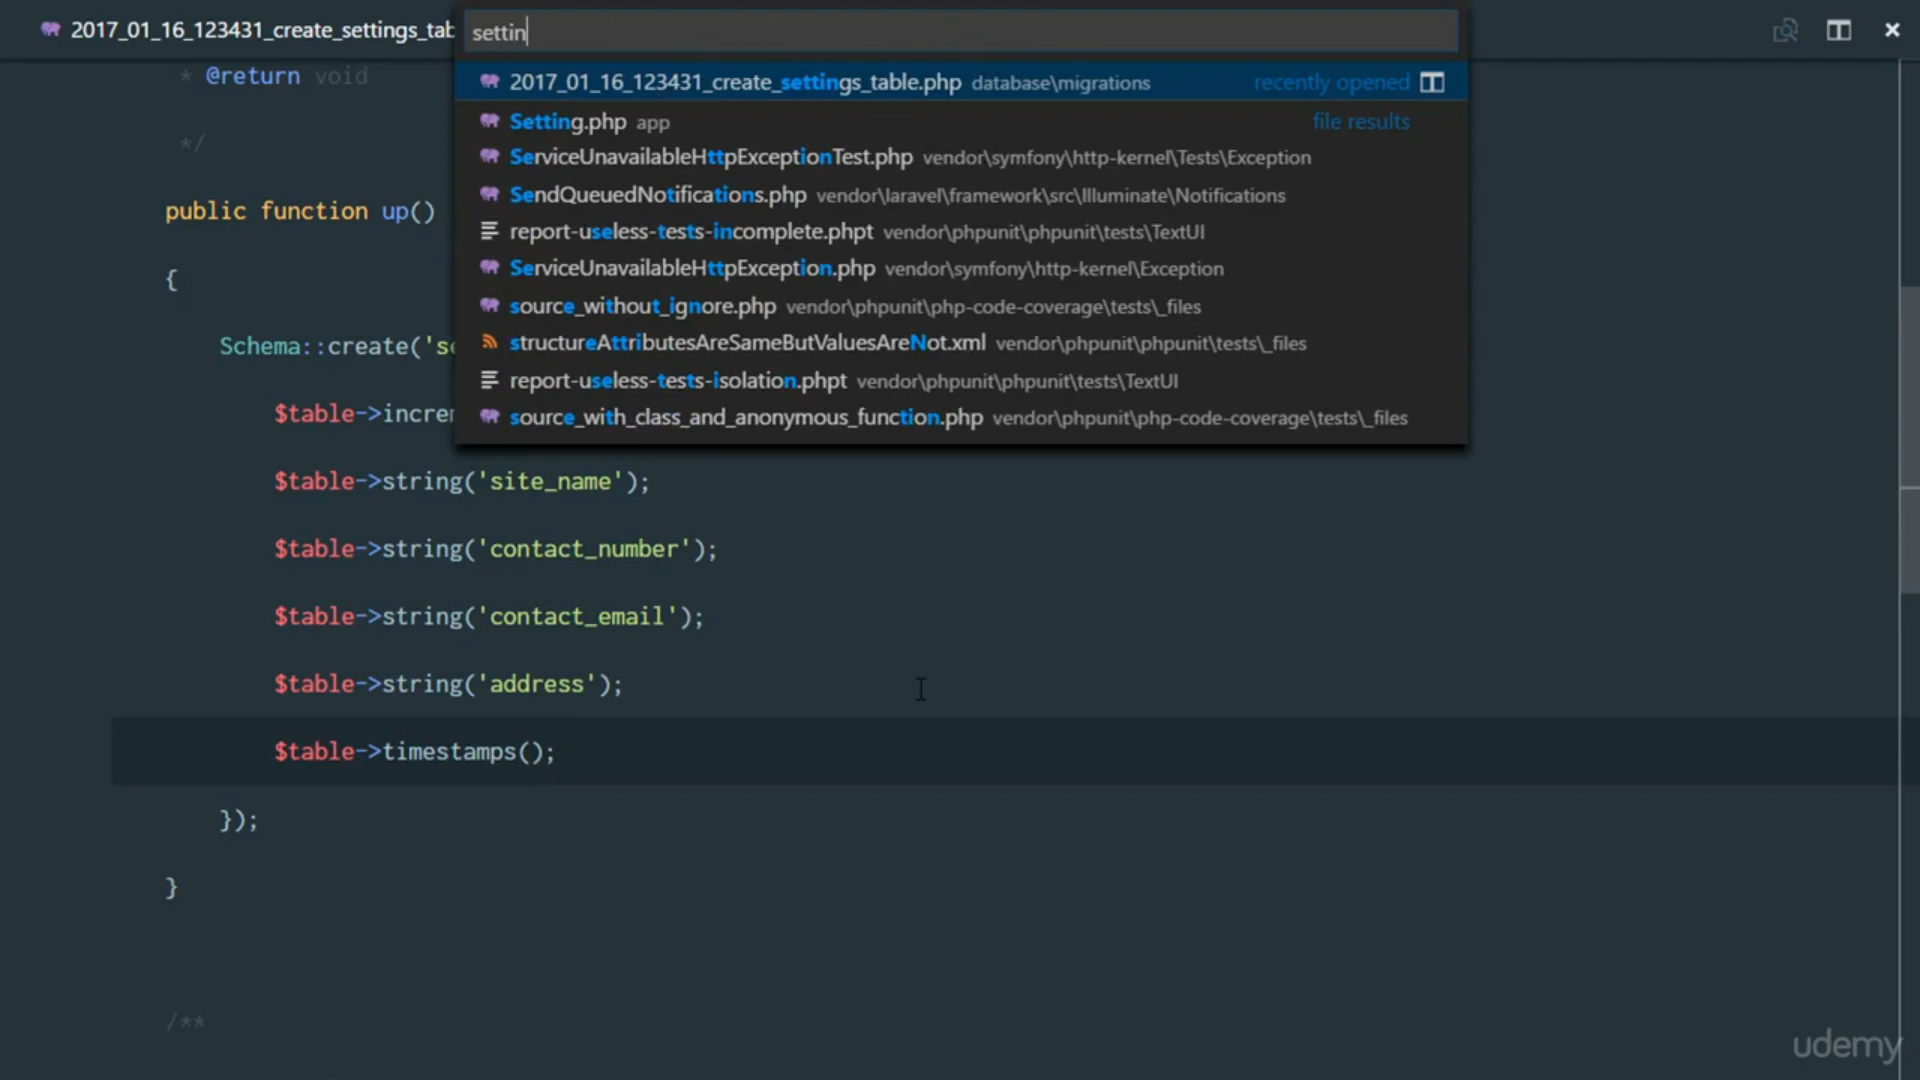 2017_01_16_123431_create_settings_tab
settin
2017_01_16_123431_create_settings_table.php database\migrations recently opened
Setting.php app file results
ServiceUnavailableHttpExceptionTest.php vendor\symfony\http-kernel\Tests\Exception
SendQueuedNotifications.php vendor\laravel\framework\src\Illuminate\Notifications
report-useless-tests-incomplete.phpt vendor\phpunit\phpunit\tests\TextUI
ServiceUnavailableHttpException.php vendor\symfony\http-kernel\Exception
source_without_ignore.php vendor\phpunit\php-code-coverage\tests\_files
structureAttributesAreSameButValuesAreNot.xml vendor\phpunit\phpunit\tests\_files
report-useless-tests-isolation.phpt vendor\phpunit\phpunit\tests\TextUI
source_with_class_and_anonymous_function.php vendor\phpunit\php-code-coverage\tests\_files
* @return void
*/
public function up()
{
Schema::create('se
$table->increm
$table->string('site_name');
$table->string('contact_number');
$table->string('contact_email');
$table->string('address');
$table->timestamps();
});
}
/**
udemy